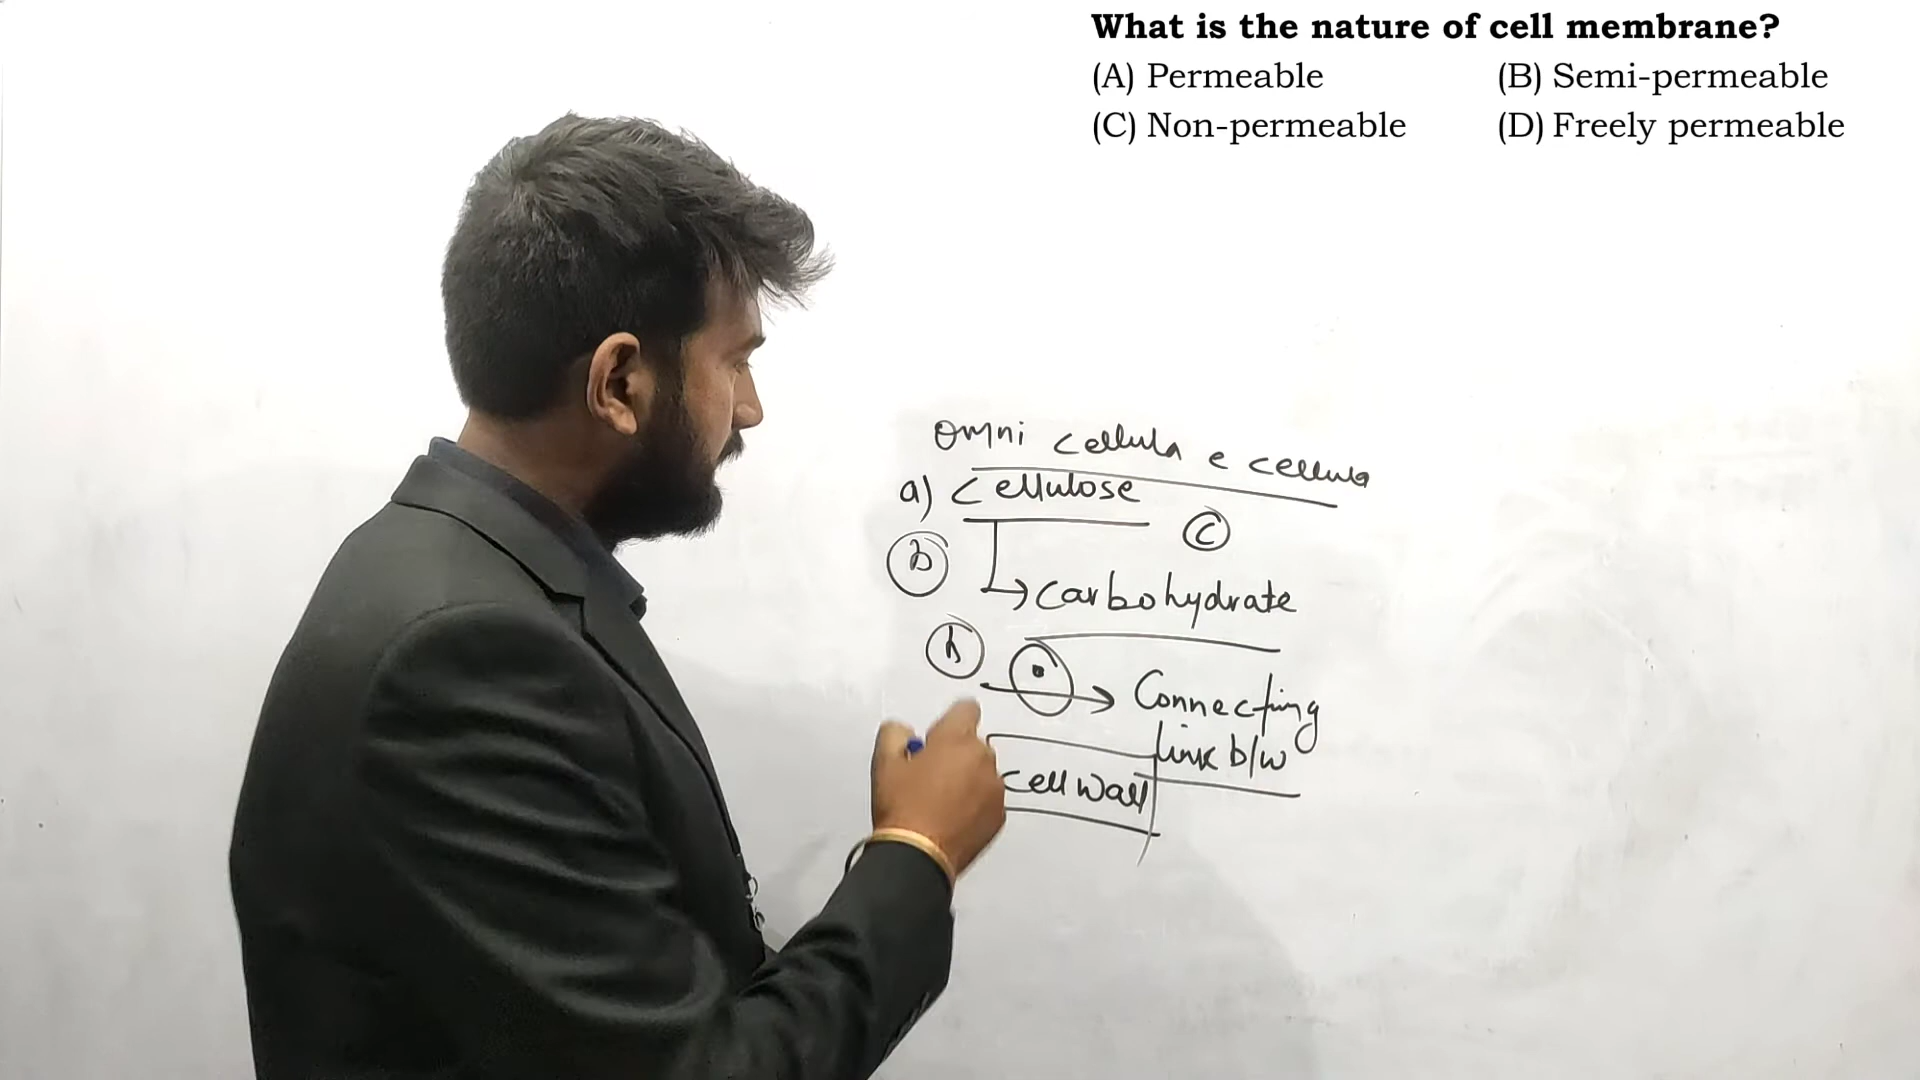 What is the nature of cell membrane?
(A) Permeable (B) Semi-permeable
(C) Non-permeable (D) Freely permeable
omni cellula e cellula
a) Cellulose
C
b
carbohydrate
Connecting
link b/w
cell wall